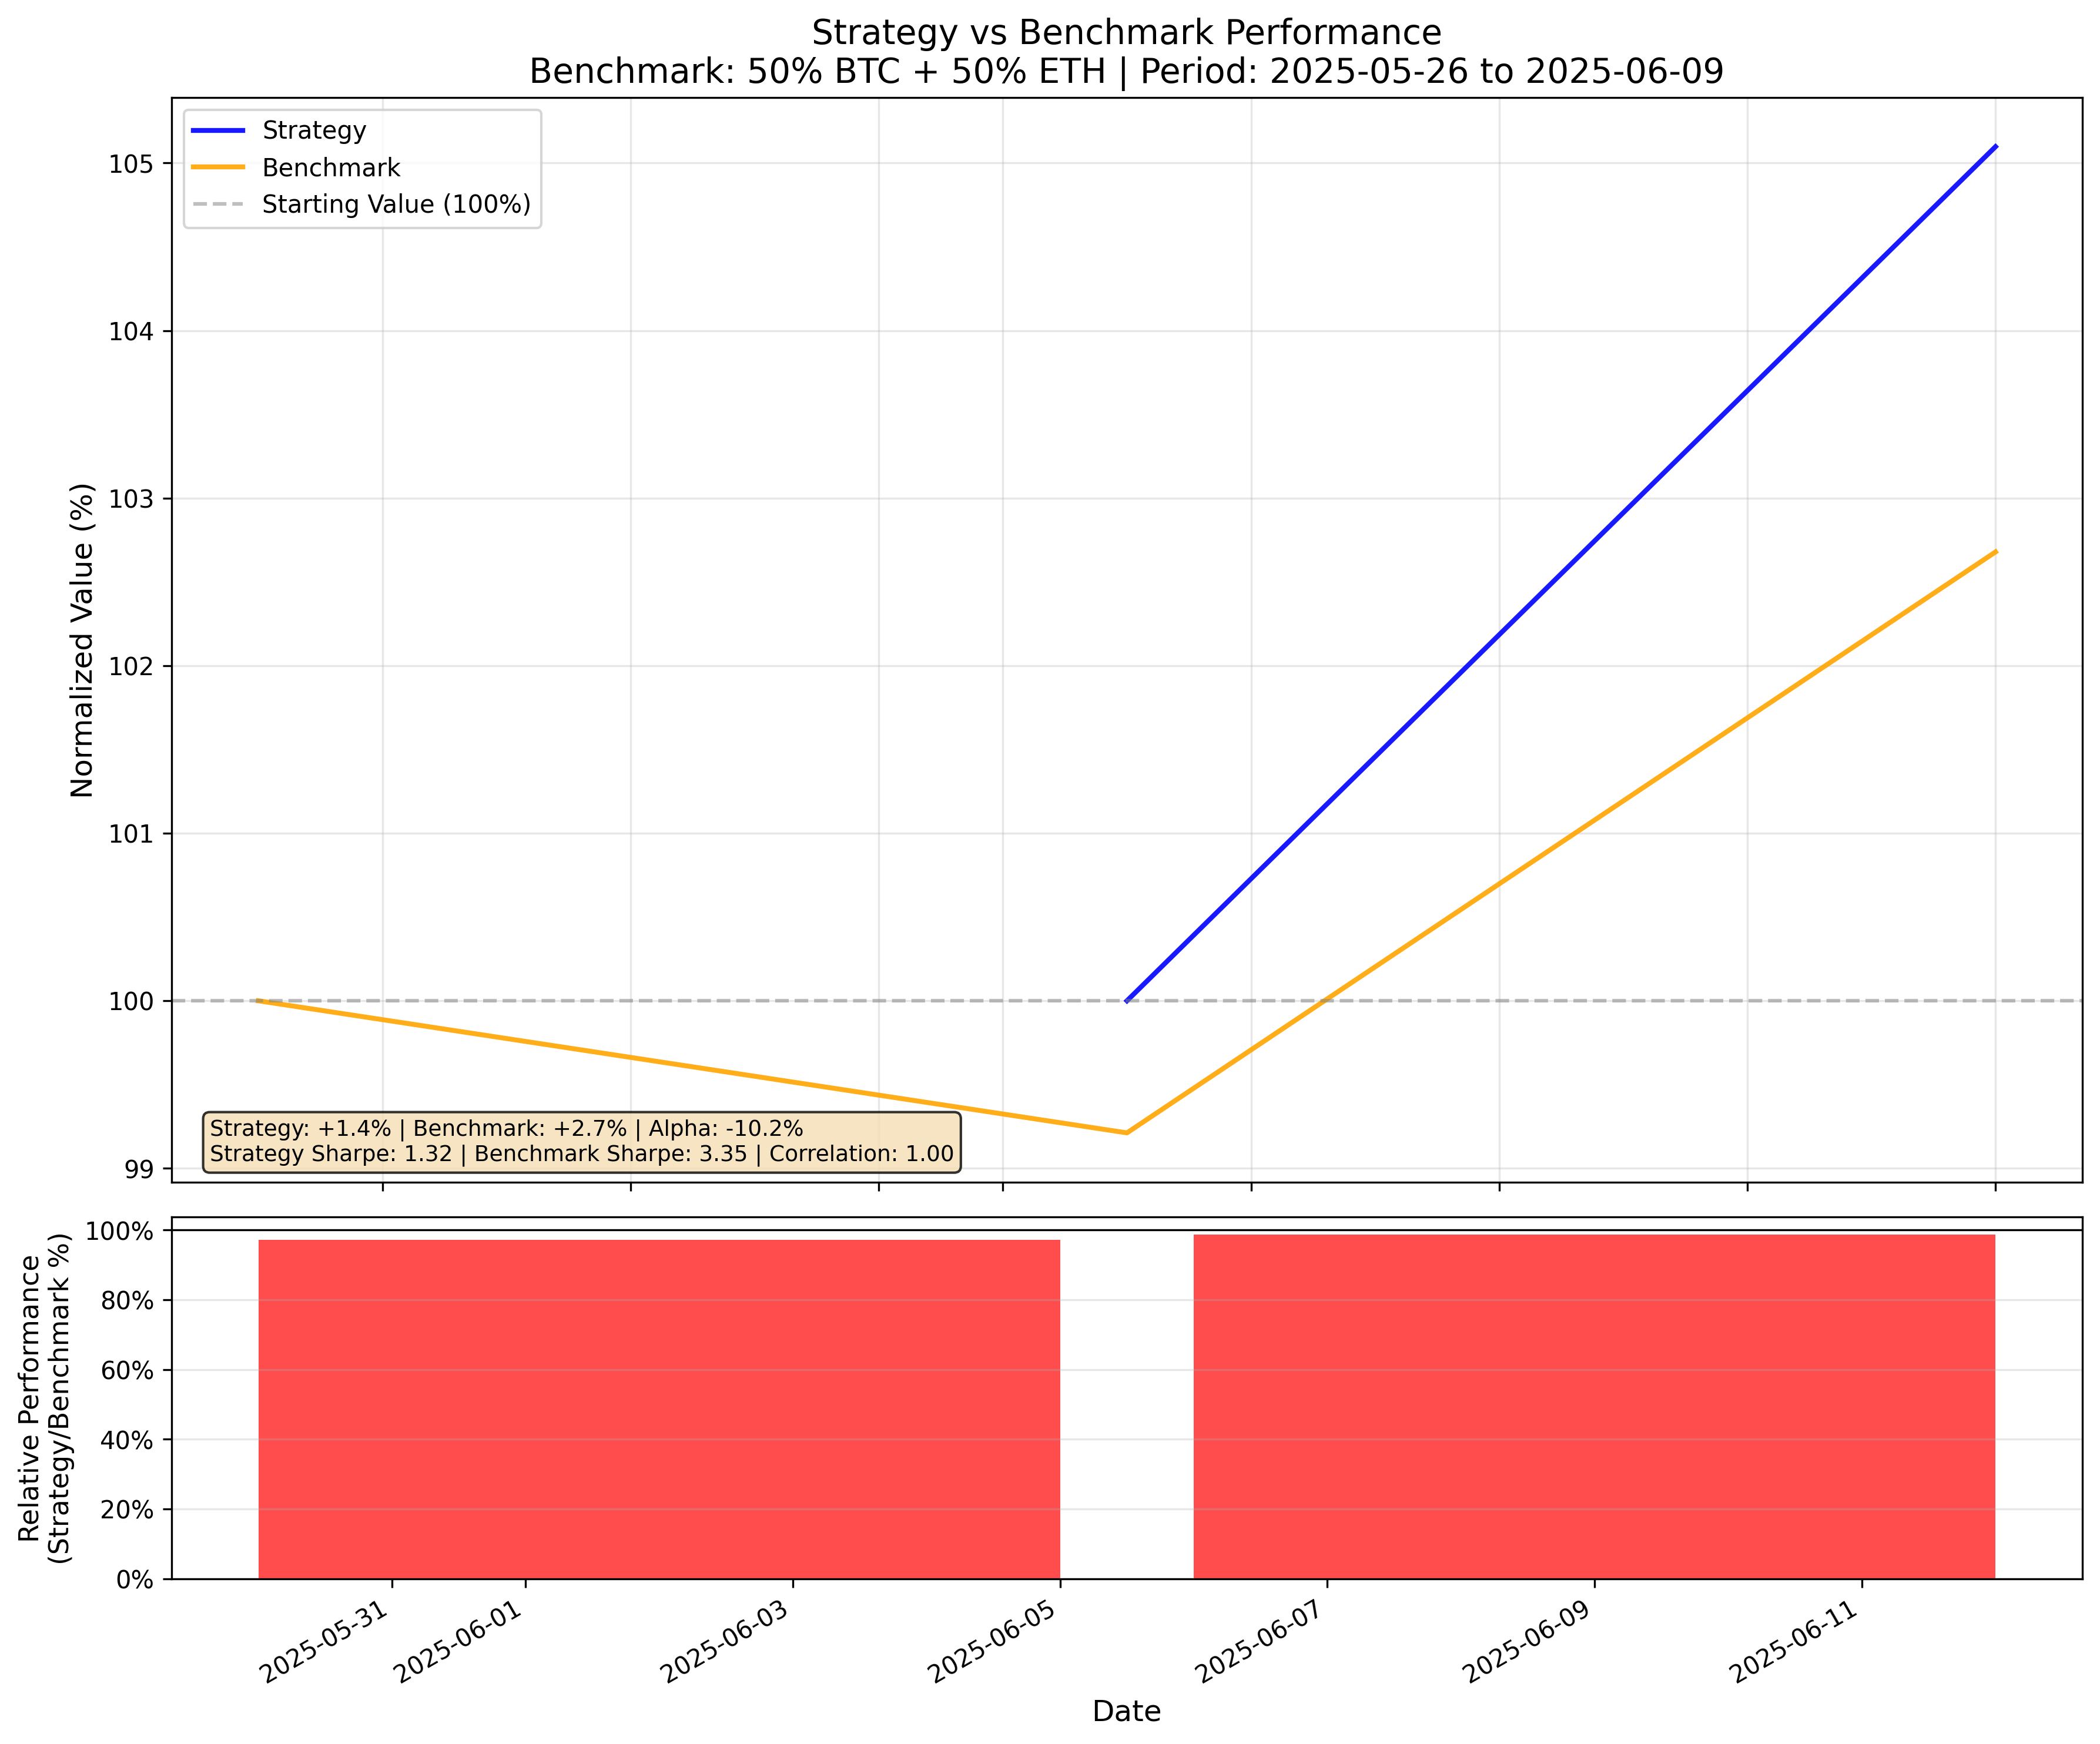 Strategy vs Benchmark Performance
Benchmark: 50% BTC + 50% ETH | Period: 2025-05-26 to 2025-06-09
Strategy
Benchmark
Starting Value (100%)
Normalized Value (%)
105
104
103
102
101
100
99
Strategy: +1.4% | Benchmark: +2.7% | Alpha: -10.2%
Strategy Sharpe: 1.32 | Benchmark Sharpe: 3.35 | Correlation: 1.00
Relative Performance
(Strategy/Benchmark %)
100%
80%
60%
40%
20%
0%
2025-05-31
2025-06-01
2025-06-03
2025-06-05
2025-06-07
2025-06-09
2025-06-11
Date